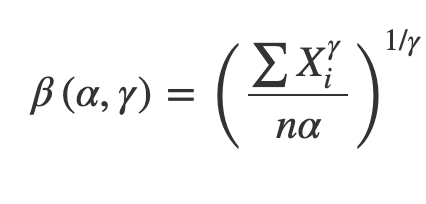 β(α, γ) = (∑ X_i^γ / nα)^{1/γ}